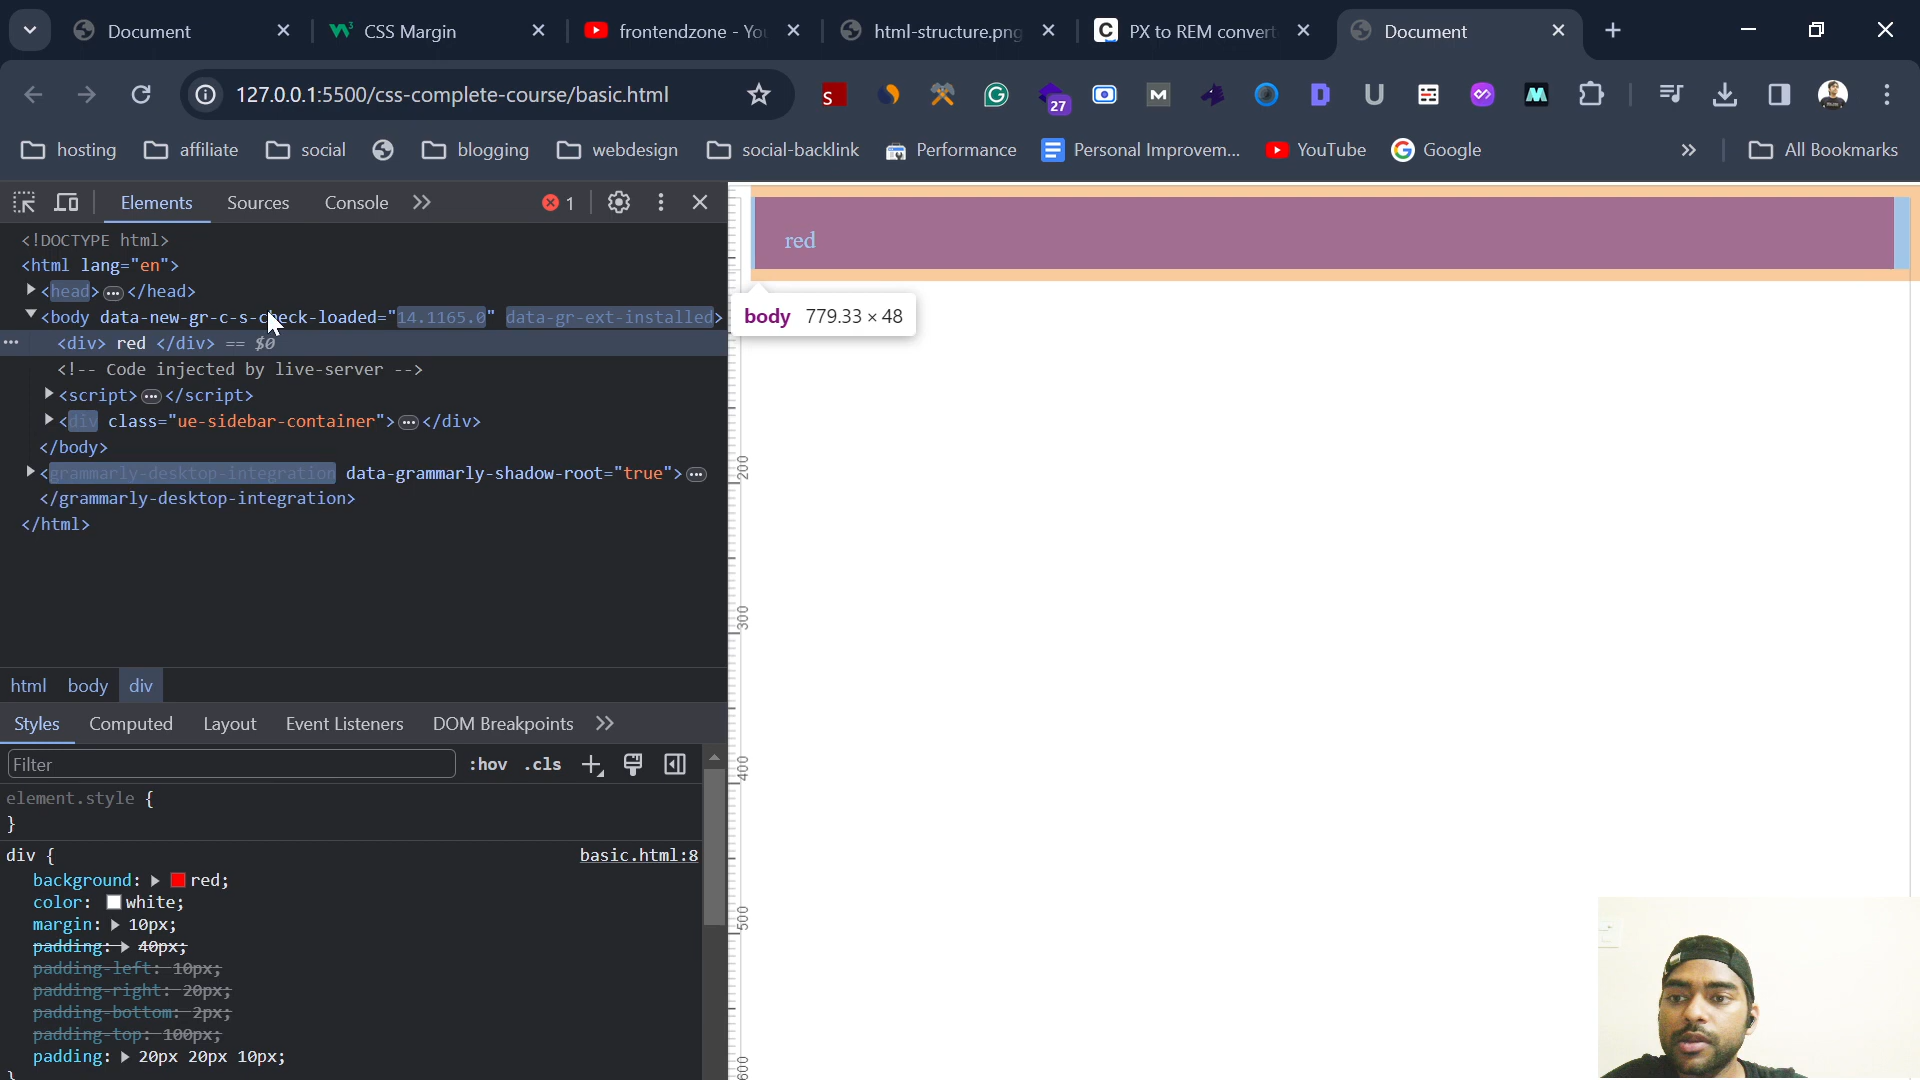 Document
CSS Margin
frontendzone - Yo
html-structure.png
PX to REM convert
Document
127.0.0.1:5500/css-complete-course/basic.html
27
hosting
affiliate
social
blogging
webdesign
social-backlink
Performance
Personal Improvem...
YouTube
Google
All Bookmarks
Elements
Sources
Console
1
<!DOCTYPE html>
<html lang="en">
<head> ... </head>
<body data-new-gr-c-s-check-loaded="14.1165.0" data-gr-ext-installed>
<div> red </div> == $0
<!-- Code injected by live-server -->
<script> ... </script>
<div class="ue-sidebar-container"> ... </div>
</body>
<grammarly-desktop-integration data-grammarly-shadow-root="true"> ...
</grammarly-desktop-integration>
</html>
html
body
div
Styles
Computed
Layout
Event Listeners
DOM Breakpoints
Filter
:hov
.cls
element.style {
}
div {
basic.html:8
background: red;
color: white;
margin: 10px;
padding: 40px;
padding-left: 10px;
padding-right: 20px;
padding-bottom: 2px;
padding-top: 100px;
padding: 20px 20px 10px;
}
red
body 779.33 × 48
200
300
400
500
600